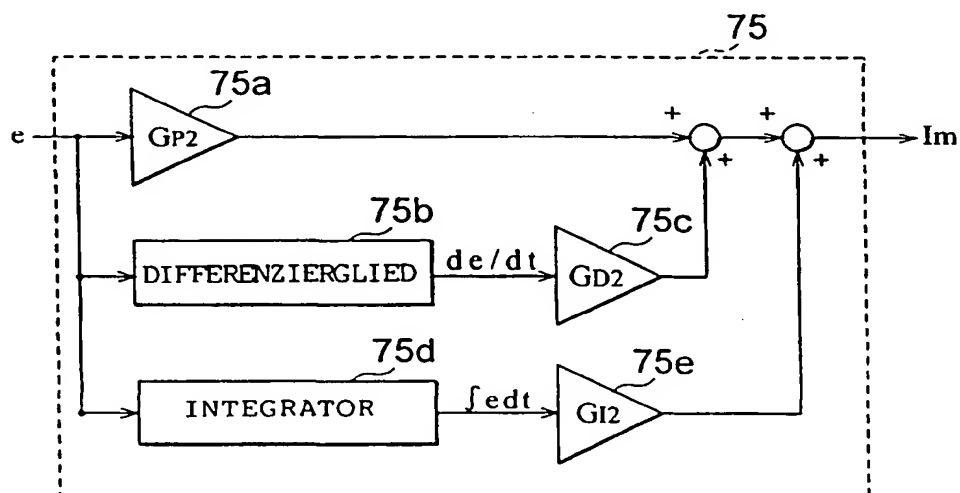 75
75a
e
GP2
+
+
Im
+
+
75b
75c
DIFFERENZIERGLIED
de/dt
GD2
75d
75e
INTEGRATOR
∫edt
GI2